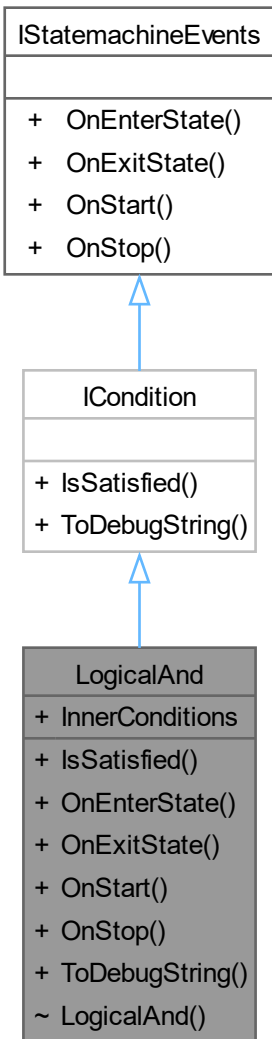 IStatemachineEvents
+ OnEnterState()
+ OnExitState()
+ OnStart()
+ OnStop()
ICondition
+ IsSatisfied()
+ ToDebugString()
LogicalAnd
+ InnerConditions
+ IsSatisfied()
+ OnEnterState()
+ OnExitState()
+ OnStart()
+ OnStop()
+ ToDebugString()
~ LogicalAnd()